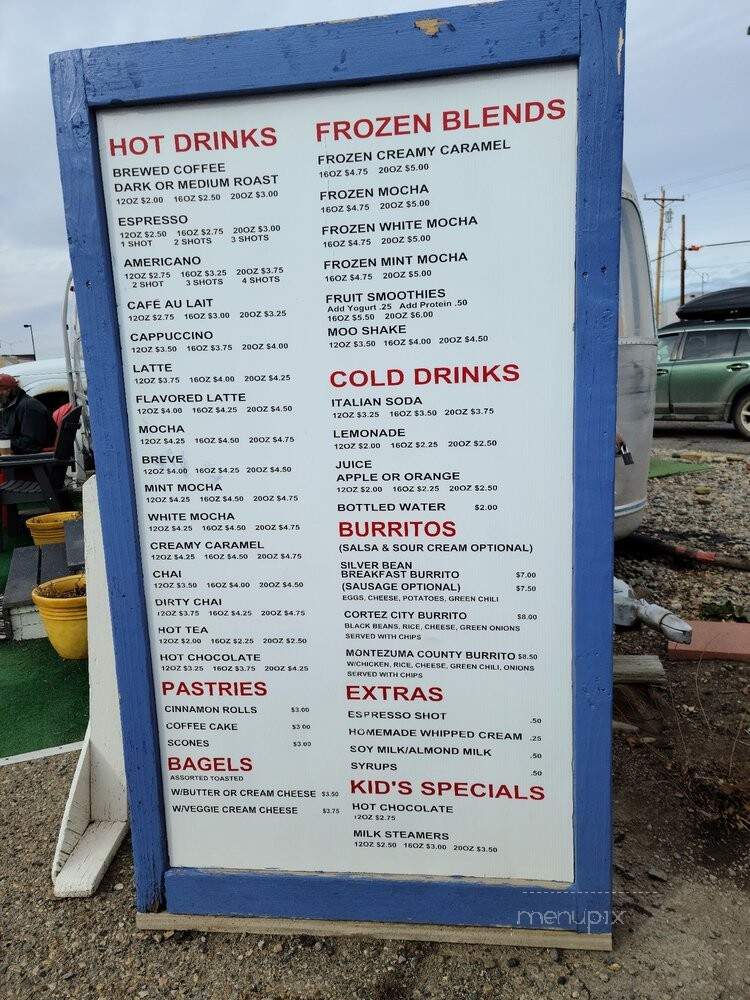 HOT DRINKS
BREWED COFFEE
DARK OR MEDIUM ROAST
12OZ $2.00 16OZ $2.50 20OZ $3.00
ESPRESSO
12OZ $2.50 16OZ $2.75 20OZ $3.00
1 SHOT 2 SHOTS 3 SHOTS
AMERICANO
12OZ $2.75 16OZ $3.25 20OZ $3.75
2 SHOT 3 SHOTS 4 SHOTS
CAFÉ AU LAIT
12OZ $2.75 16OZ $3.00 20OZ $3.25
CAPPUCCINO
12OZ $3.50 16OZ $3.75 20OZ $4.00
LATTE
12OZ $3.75 16OZ $4.00 20OZ $4.25
FLAVORED LATTE
12OZ $4.00 16OZ $4.25 20OZ $4.50
MOCHA
12OZ $4.25 16OZ $4.50 20OZ $4.75
BREVE
12OZ $4.00 16OZ $4.25 20OZ $4.50
MINT MOCHA
12OZ $4.25 16OZ $4.50 20OZ $4.75
WHITE MOCHA
12OZ $4.25 16OZ $4.50 20OZ $4.75
CREAMY CARAMEL
12OZ $4.25 16OZ $4.50 20OZ $4.75
CHAI
12OZ $3.50 16OZ $4.00 20OZ $4.50
DIRTY CHAI
12OZ $3.75 16OZ $4.25 20OZ $4.75
HOT TEA
12OZ $2.00 16OZ $2.25 20OZ $2.50
HOT CHOCOLATE
12OZ $3.25 16OZ $3.75 20OZ $4.25
PASTRIES
CINNAMON ROLLS $3.00
COFFEE CAKE $3.00
SCONES $3.00
BAGELS
ASSORTED TOASTED
W/BUTTER OR CREAM CHEESE $3.50
W/VEGGIE CREAM CHEESE $3.75
FROZEN BLENDS
FROZEN CREAMY CARAMEL
16OZ $4.75 20OZ $5.00
FROZEN MOCHA
16OZ $4.75 20OZ $5.00
FROZEN WHITE MOCHA
16OZ $4.75 20OZ $5.00
FROZEN MINT MOCHA
16OZ $4.75 20OZ $5.00
FRUIT SMOOTHIES
Add Yogurt .25 Add Protein .50
16OZ $5.50 20OZ $6.00
MOO SHAKE
12OZ $3.50 16OZ $4.00 20OZ $4.50
COLD DRINKS
ITALIAN SODA
12OZ $3.25 16OZ $3.50 20OZ $3.75
LEMONADE
12OZ $2.00 16OZ $2.25 20OZ $2.50
JUICE
APPLE OR ORANGE
12OZ $2.00 16OZ $2.25 20OZ $2.50
BOTTLED WATER $2.00
BURRITOS
(SALSA & SOUR CREAM OPTIONAL)
SILVER BEAN
BREAKFAST BURRITO $7.00
(SAUSAGE OPTIONAL) $7.50
EGGS, CHEESE, POTATOES, GREEN CHILI
CORTEZ CITY BURRITO $8.00
BLACK BEANS, RICE, CHEESE, GREEN ONIONS
SERVED WITH CHIPS
MONTEZUMA COUNTY BURRITO $8.50
W/CHICKEN, RICE, CHEESE, GREEN CHILI, ONIONS
SERVED WITH CHIPS
EXTRAS
ESPRESSO SHOT .50
HOMEMADE WHIPPED CREAM .25
SOY MILK/ALMOND MILK .50
SYRUPS .50
KID'S SPECIALS
HOT CHOCOLATE
12OZ $2.75
MILK STEAMERS
12OZ $2.50 16OZ $3.00 20OZ $3.50
menupix